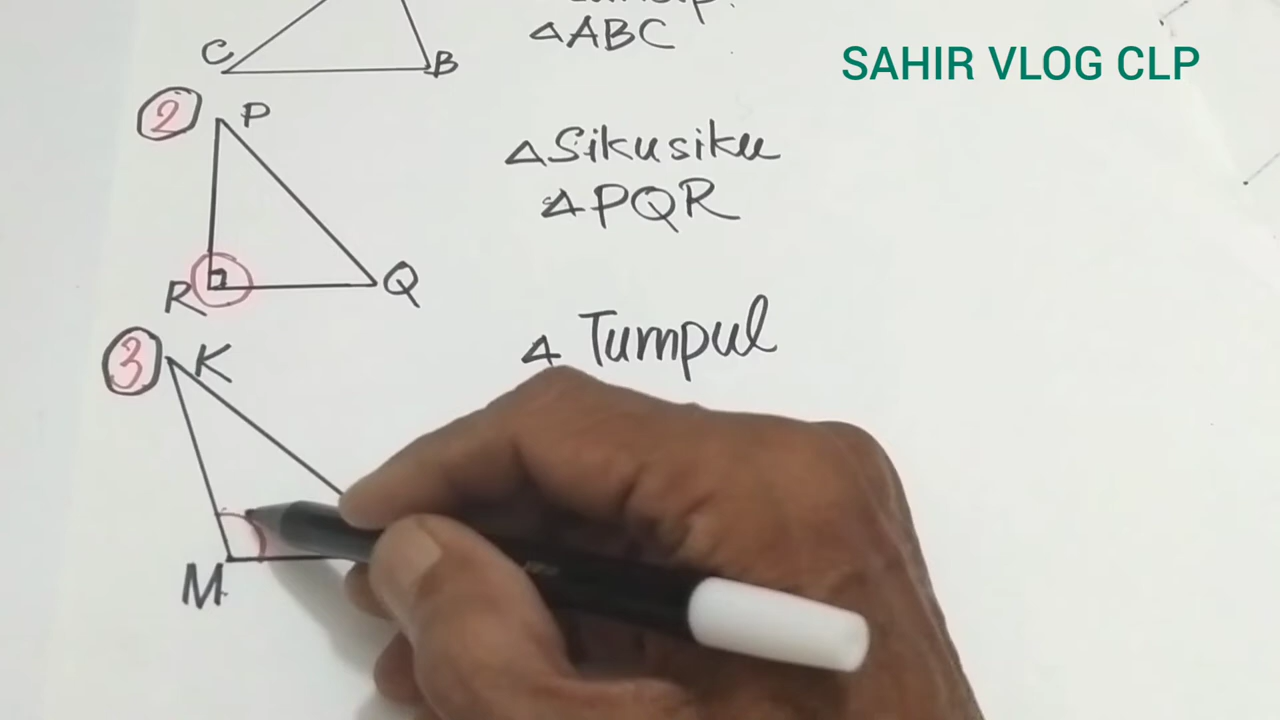 △ABC
C
B
SAHIR VLOG CLP
2
P
△Sikusiku
△PQR
R
Q
3
K
△ Tumpul
M